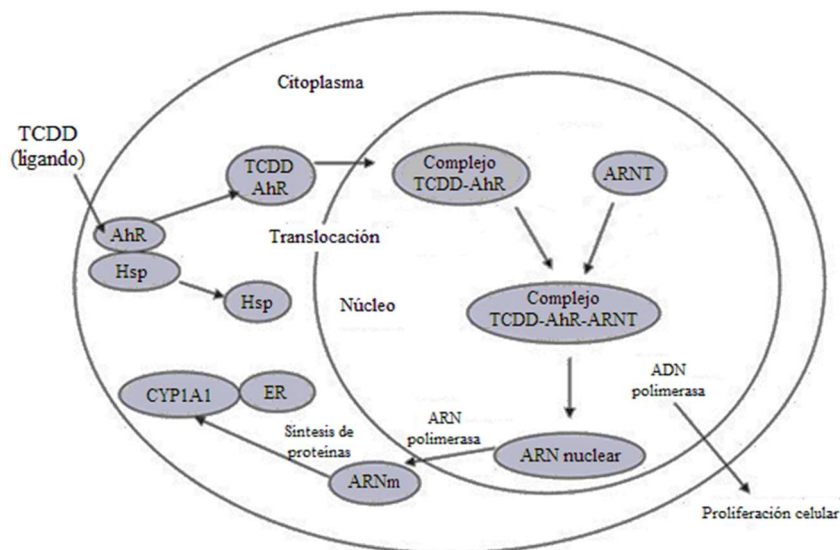 Citoplasma
TCDD
(ligando)
TCDD
AhR
Complejo
TCDD-AhR
ARNT
AhR
Hsp
Translocación
Hsp
Núcleo
Complejo
TCDD-AhR-ARNT
CYP1A1
ER
ADN
polimerasa
Sintesis de
proteínas
ARN
polimerasa
ARN nuclear
ARNm
Proliferación celular